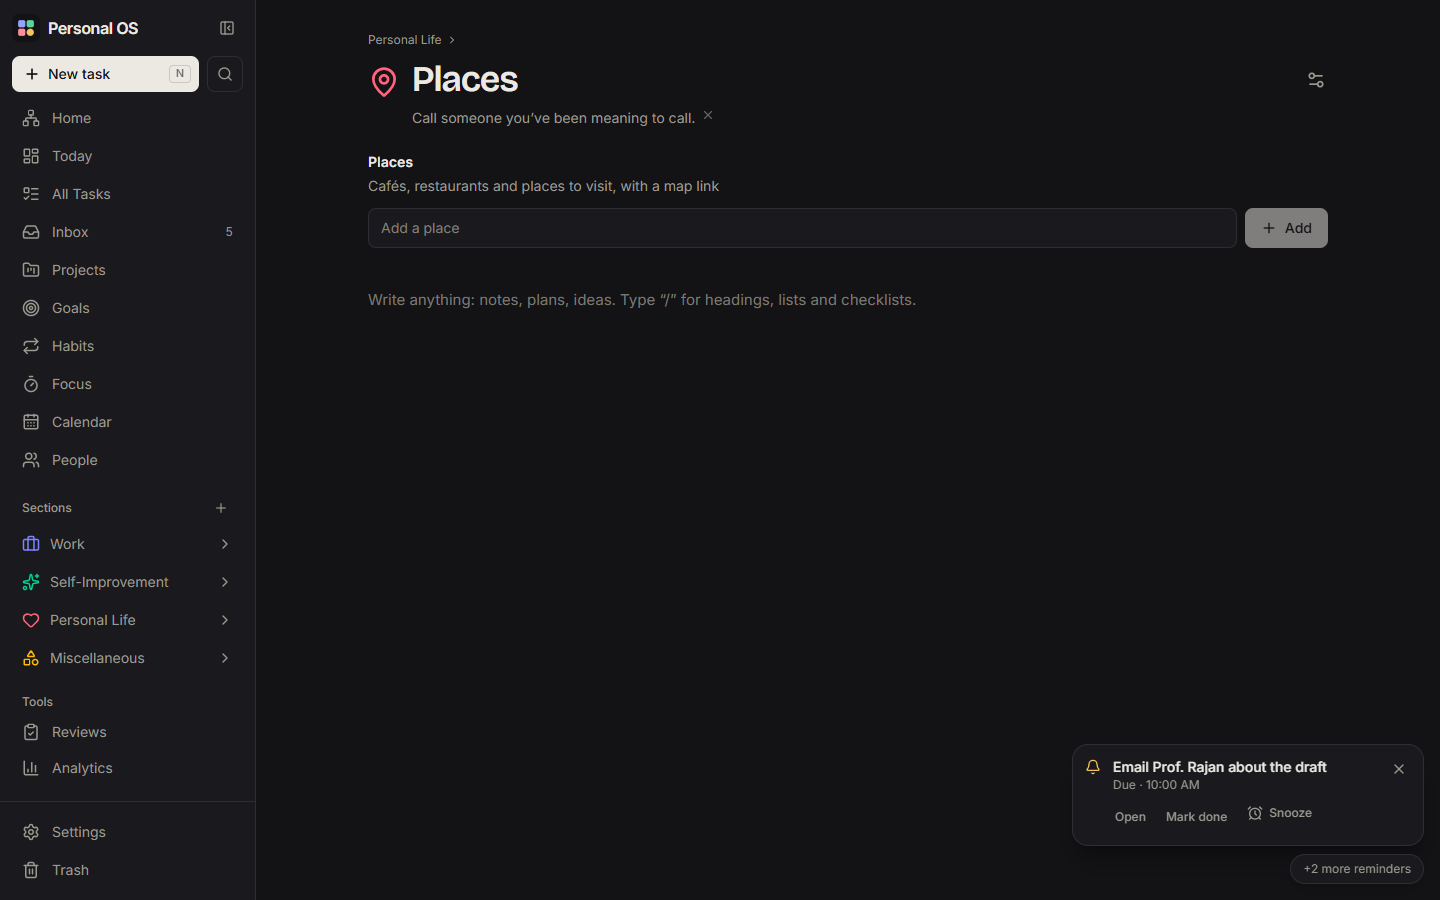 Personal OS
New task N
Home
Today
All Tasks
Inbox 5
Projects
Goals
Habits
Focus
Calendar
People
Sections
Work
Self-Improvement
Personal Life
Miscellaneous
Tools
Reviews
Analytics
Settings
Trash
Personal Life
Places
Call someone you’ve been meaning to call.
Places
Cafés, restaurants and places to visit, with a map link
Add a place
Add
Write anything: notes, plans, ideas. Type “/” for headings, lists and checklists.
Email Prof. Rajan about the draft
Due · 10:00 AM
Open Mark done Snooze
+2 more reminders